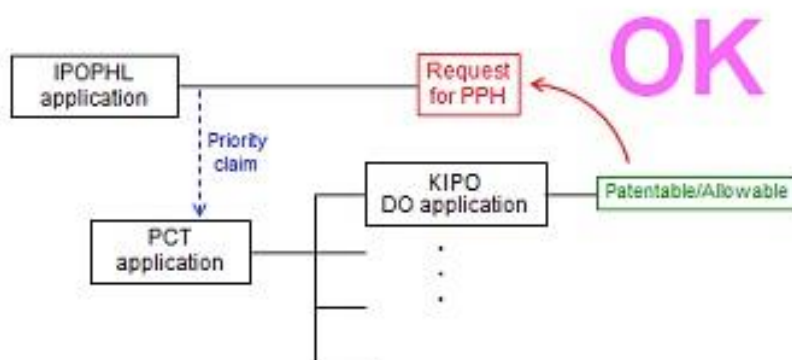 OK
IPOPHL
application
Request
for PPH
Priority
claim
KIPO
DO application
Patentable/Allowable
PCT
application